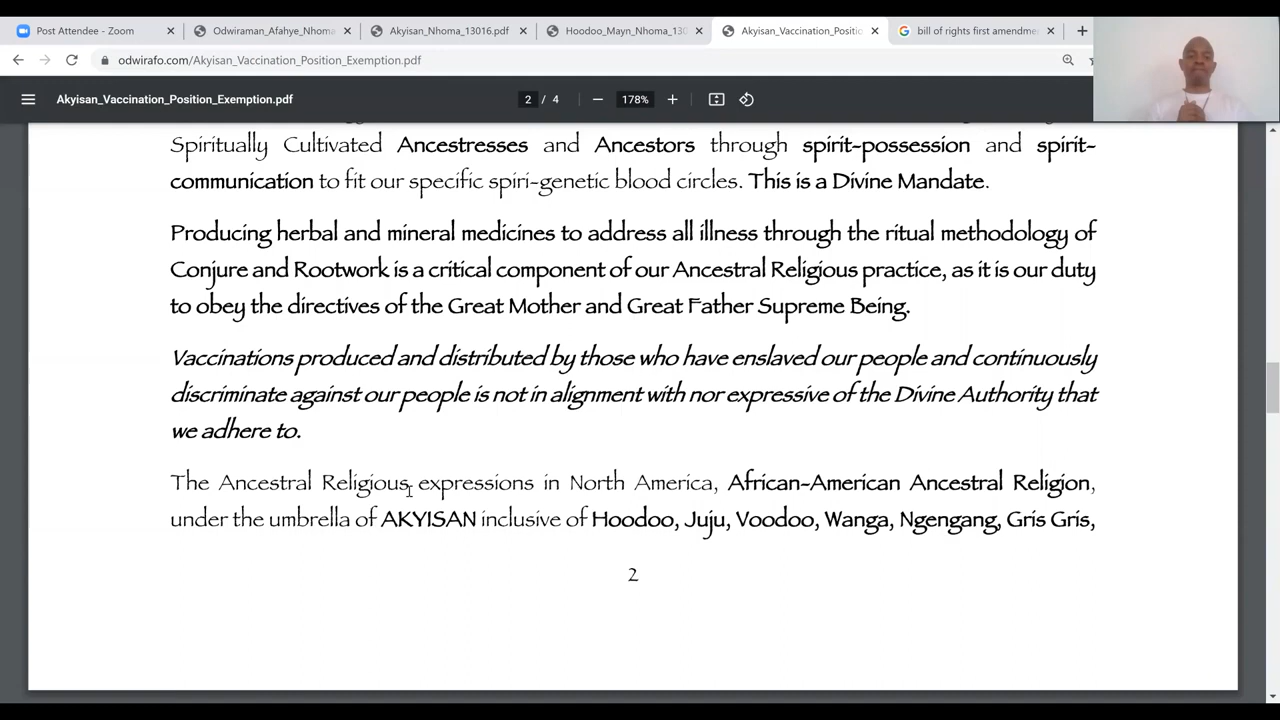 Post Attendee - Zoom
Odwiraman_Afahye_Nhoma
Akyisan_Nhoma_13016.pdf
Hoodoo_Mayn_Nhoma_130
Akyisan_Vaccination_Positio
bill of rights first amendme
odwirafo.com/Akyisan_Vaccination_Position_Exemption.pdf
Akyisan_Vaccination_Position_Exemption.pdf
2 / 4
178%
Spiritually Cultivated Ancestresses and Ancestors through spirit-possession and spirit-
communication to fit our specific spiri-genetic blood circles. This is a Divine Mandate.
Producing herbal and mineral medicines to address all illness through the ritual methodology of
Conjure and Rootwork is a critical component of our Ancestral Religious practice, as it is our duty
to obey the directives of the Great Mother and Great Father Supreme Being.
Vaccinations produced and distributed by those who have enslaved our people and continuously
discriminate against our people is not in alignment with nor expressive of the Divine Authority that
we adhere to.
The Ancestral Religious expressions in North America, African-American Ancestral Religion,
under the umbrella of AKYISAN inclusive of Hoodoo, Juju, Voodoo, Wanga, Ngengang, Gris Gris,
2